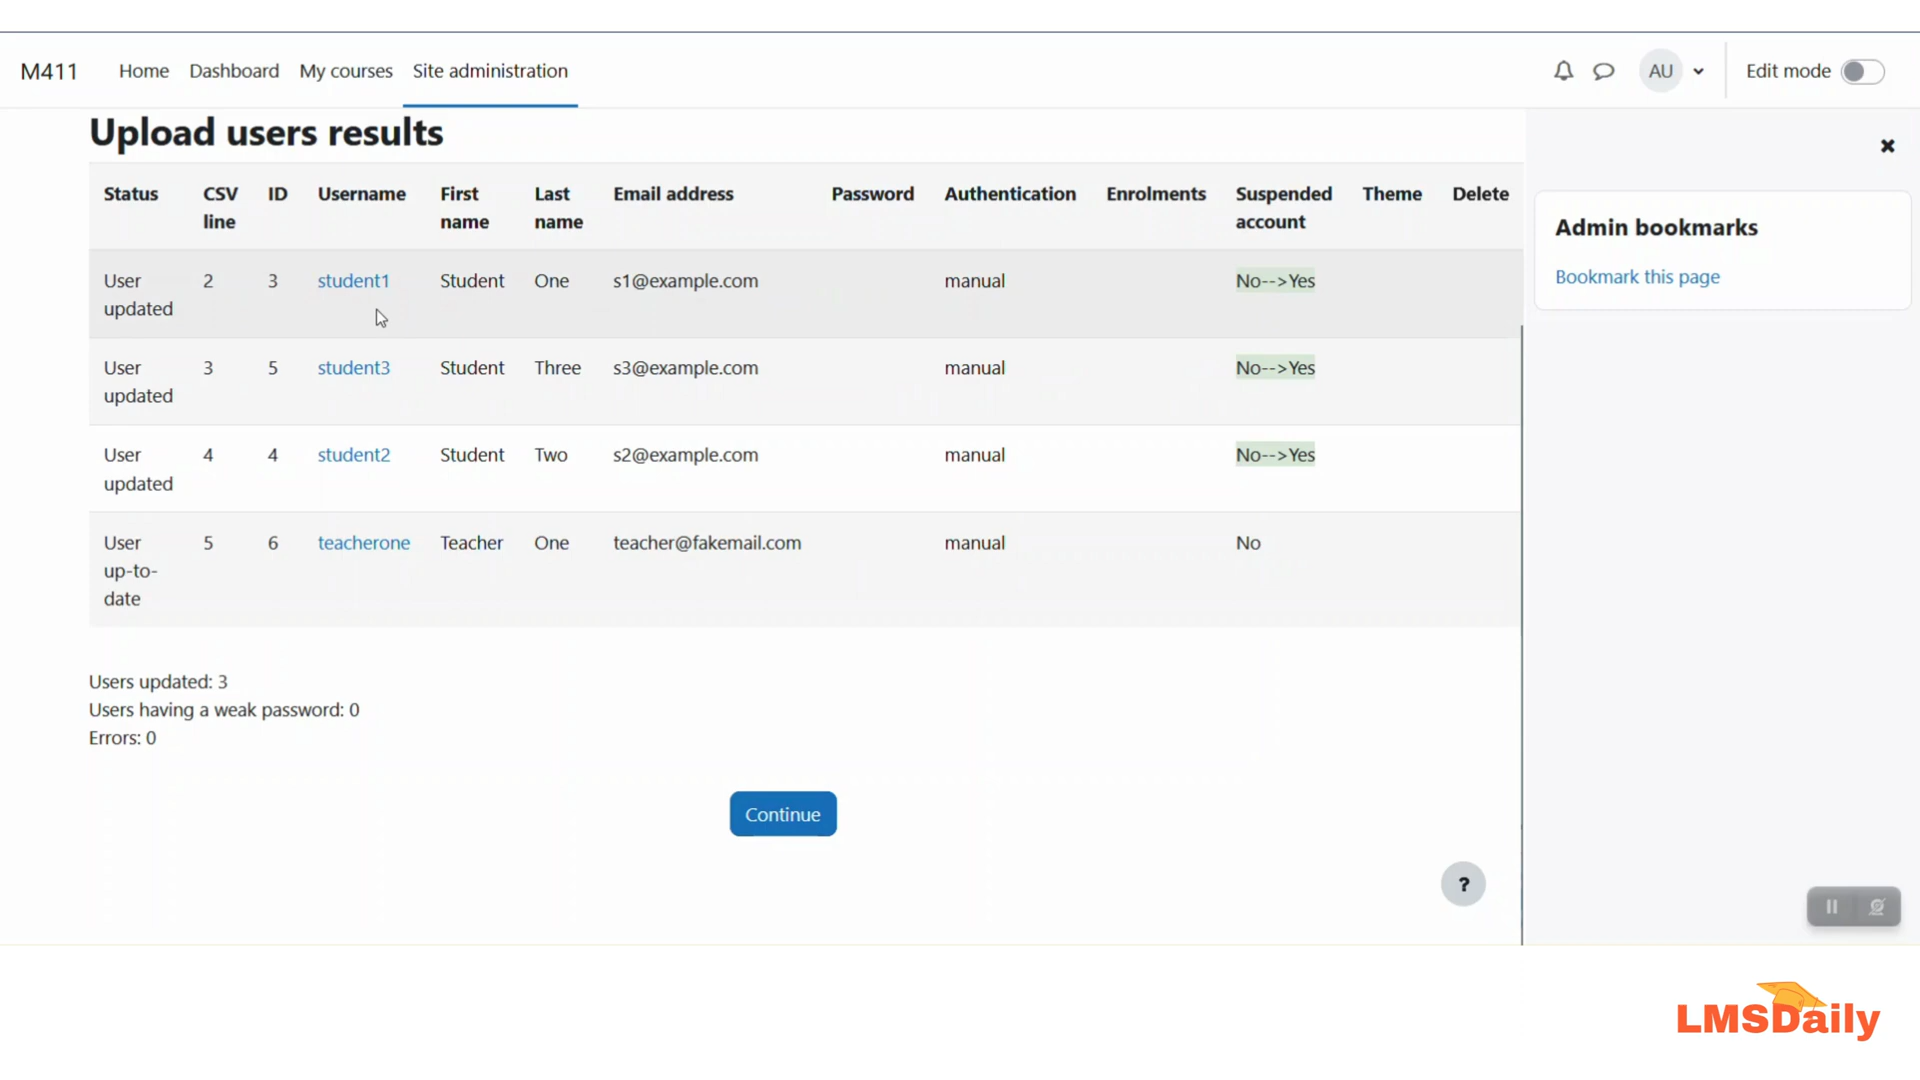 M411 Home Dashboard My courses Site administration AU Edit mode
Upload users results
Status CSV line ID Username First name Last name Email address Password Authentication Enrolments Suspended account Theme Delete
User updated 2 3 student1 Student One s1@example.com manual No-->Yes
User updated 3 5 student3 Student Three s3@example.com manual No-->Yes
User updated 4 4 student2 Student Two s2@example.com manual No-->Yes
User up-to-date 5 6 teacherone Teacher One teacher@fakemail.com manual No
Users updated: 3
Users having a weak password: 0
Errors: 0
Continue
?
Admin bookmarks
Bookmark this page
LMSDaily